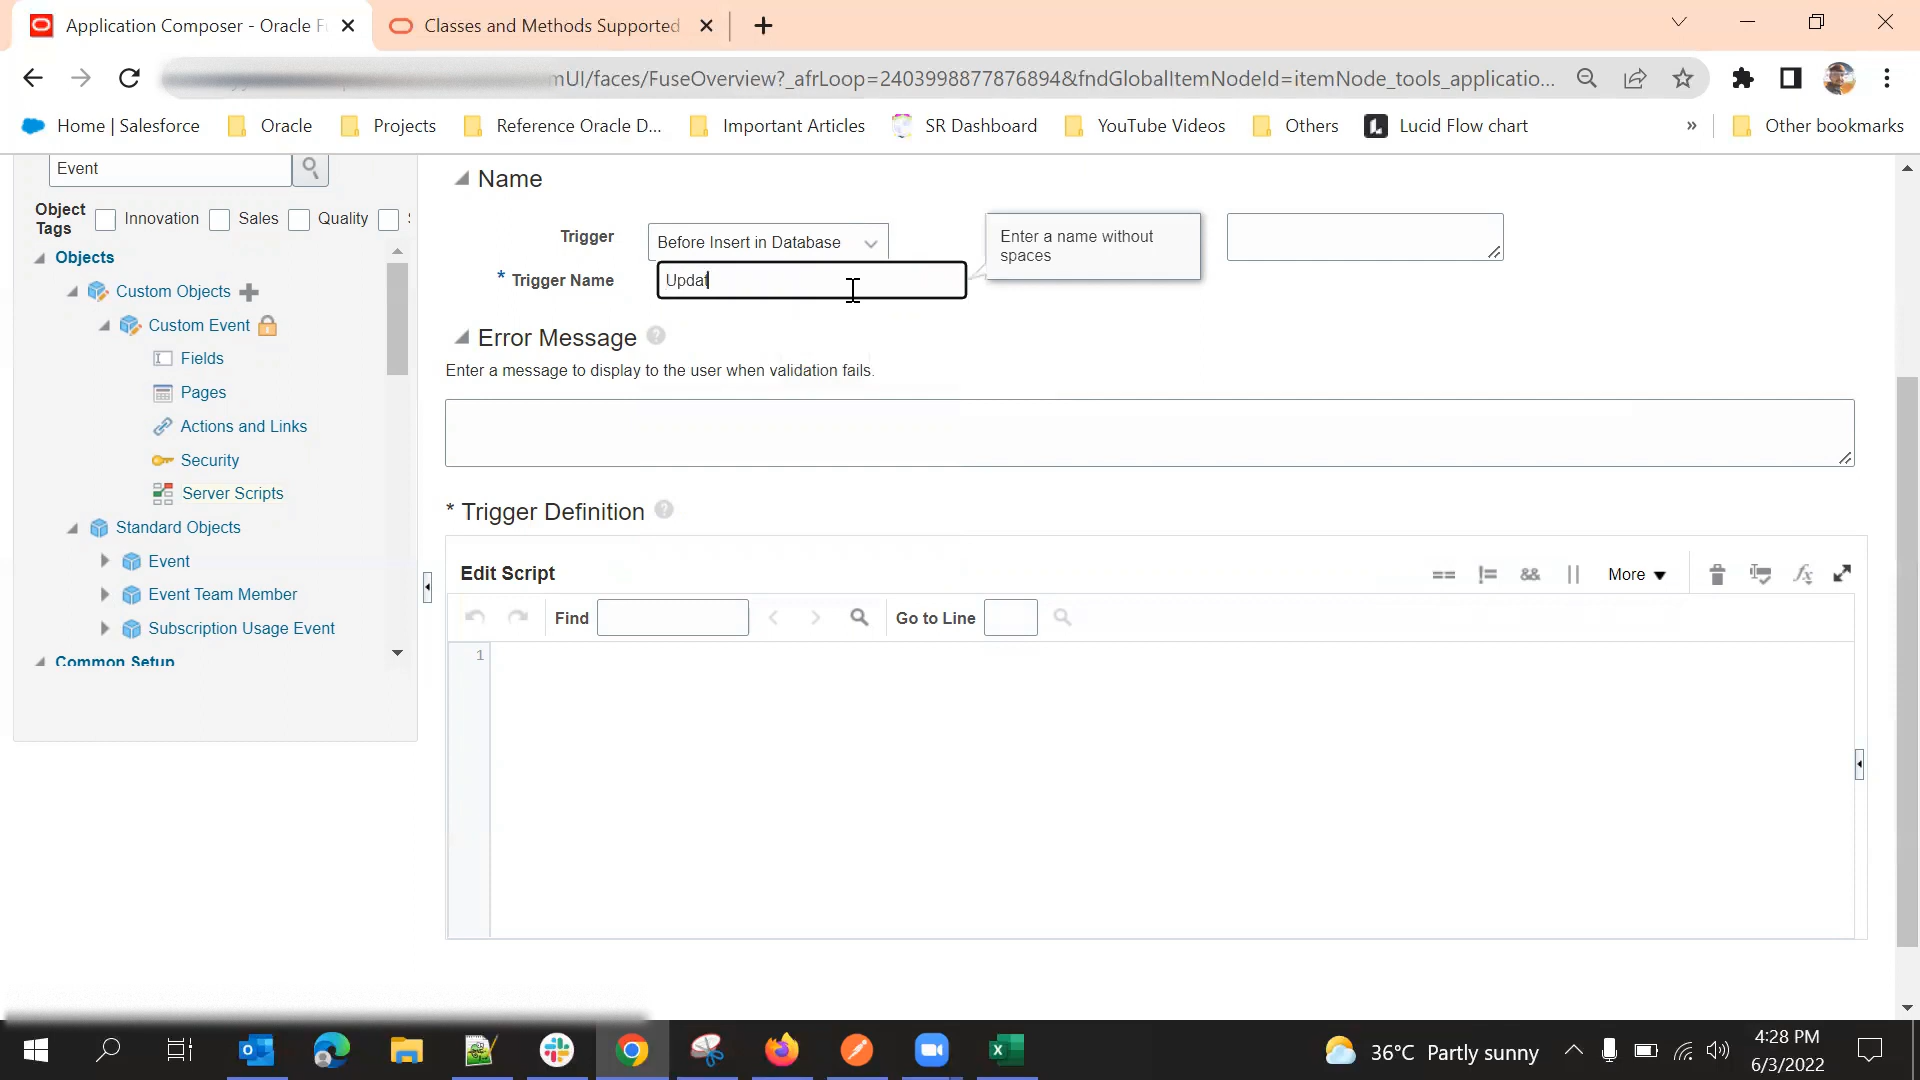 Application Composer - Oracle F
Classes and Methods Supported
mUI/faces/FuseOverview?_afrLoop=2403998877876894&fndGlobalItemNodeId=itemNode_tools_applicatio...
Home | Salesforce
Oracle
Projects
Reference Oracle D...
Important Articles
SR Dashboard
YouTube Videos
Others
Lucid Flow chart
»
Other bookmarks
Event
Object Tags
Innovation
Sales
Quality
Objects
Custom Objects
Custom Event
Fields
Pages
Actions and Links
Security
Server Scripts
Standard Objects
Event
Event Team Member
Subscription Usage Event
Common Setup
Name
Trigger
Before Insert in Database
* Trigger Name
Updat
Enter a name without
spaces
Error Message
Enter a message to display to the user when validation fails.
* Trigger Definition
Edit Script
== != && || More
Find
Go to Line
1
36°C Partly sunny
4:28 PM
6/3/2022